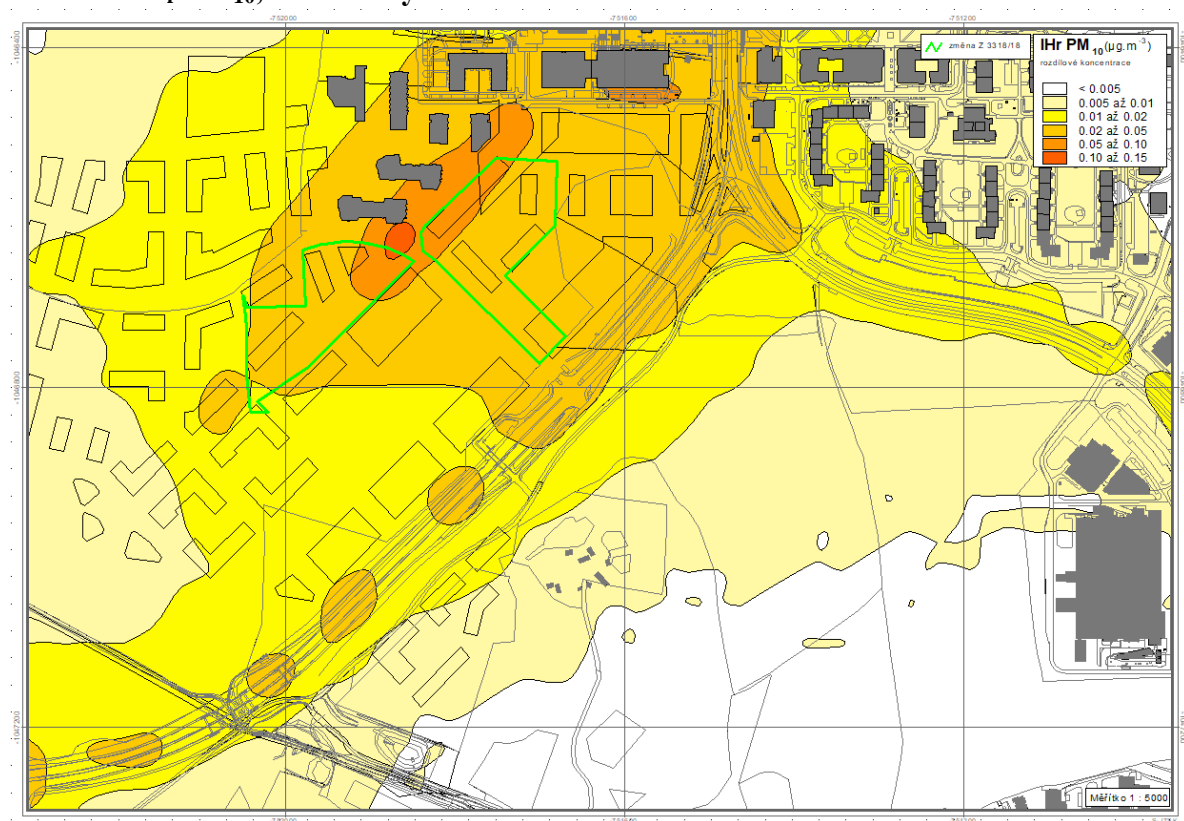 -752000 -751600 -751200
-1046400
změna Z 3318/18
IHr PM 10 (µg.m-3)
rozdílové koncentrace
< 0.005
0.005 až 0.01
0.01 až 0.02
0.02 až 0.05
0.05 až 0.10
0.10 až 0.15
-1046800
-1047200
Měřítko 1 : 5000